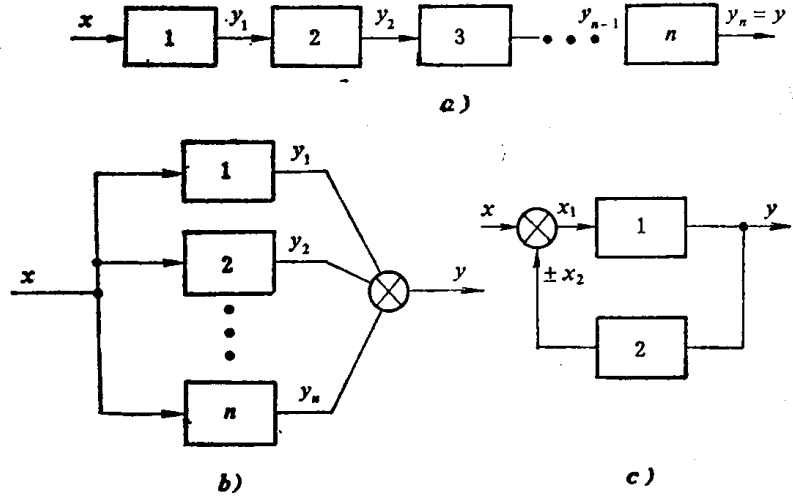 x 1 y₁ 2 y₂ 3 yₙ₋₁ n yₙ = y
a)
x 1 y₁
2 y₂ y
n yₙ
b)
x x₁ 1 y
± x₂
2
c)